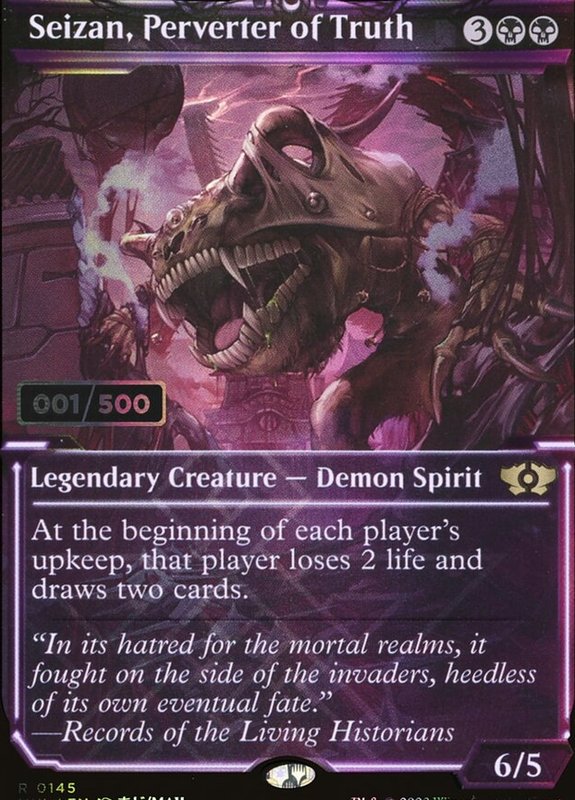 Seizan, Perverter of Truth 3
001/500
Legendary Creature — Demon Spirit
At the beginning of each player's
upkeep, that player loses 2 life and
draws two cards.
"In its hatred for the mortal realms, it
fought on the side of the invaders, heedless
of its own eventual fate."
—Records of the Living Historians
6/5
R 0145